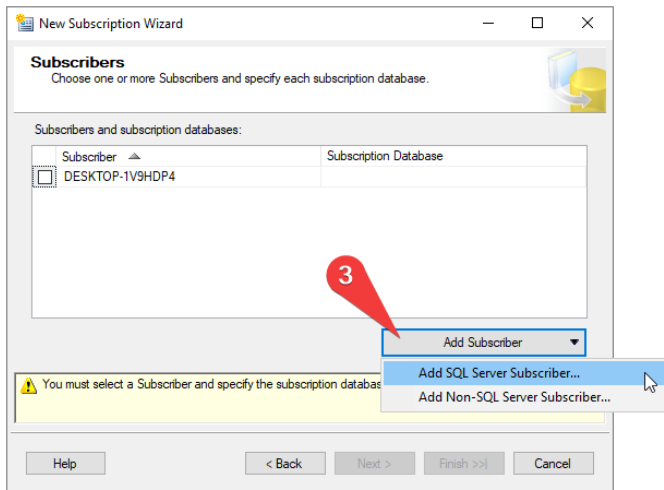 New Subscription Wizard
Subscribers
Choose one or more Subscribers and specify each subscription database.
Subscribers and subscription databases:
Subscriber Subscription Database
DESKTOP-1V9HDP4
3
Add Subscriber
Add SQL Server Subscriber...
You must select a Subscriber and specify the subscription databas
Add Non-SQL Server Subscriber...
Help < Back Next > Finish >>| Cancel